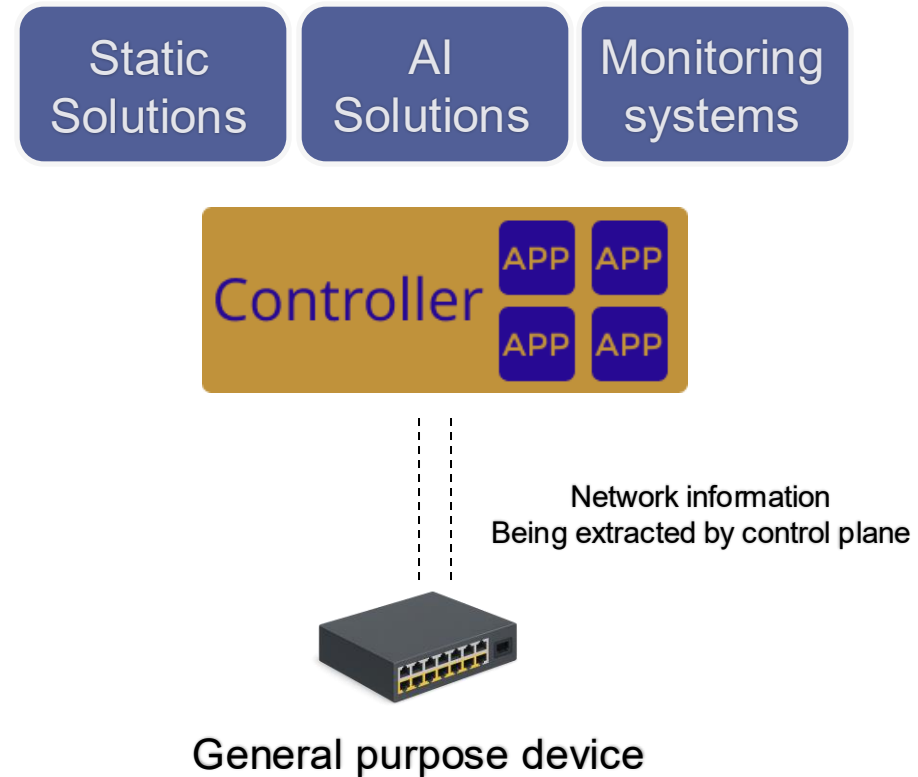 Static
Solutions
AI
Solutions
Monitoring
systems
Controller
APP
APP
APP
APP
Network information
Being extracted by control plane
General purpose device